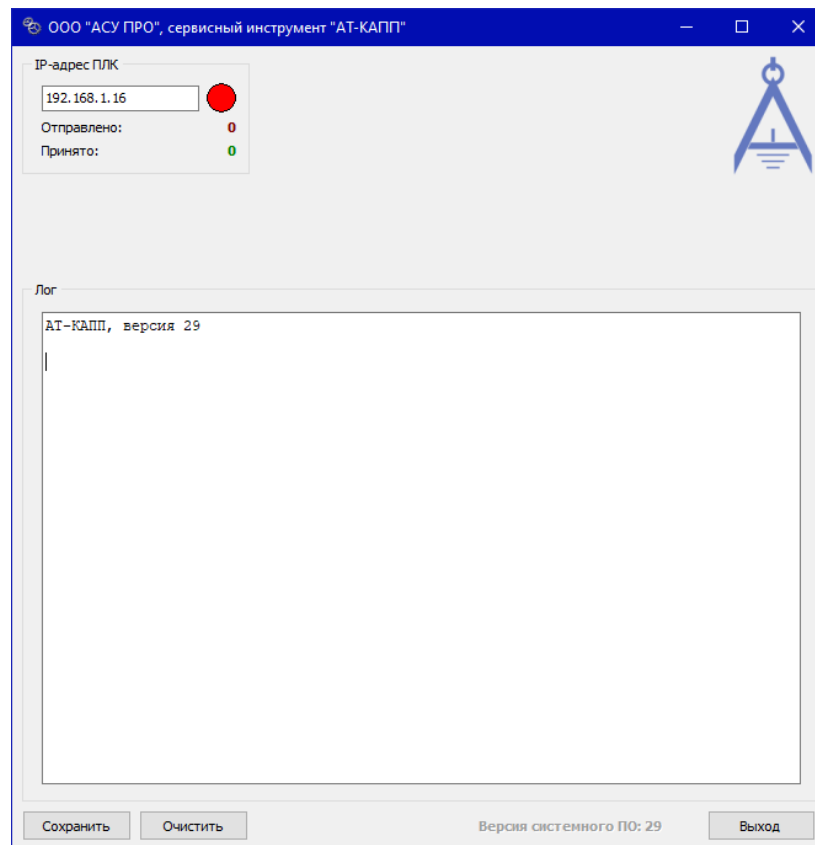 ООО "АСУ ПРО", сервисный инструмент "АТ-КАПП"
IP-адрес ПЛК
192.168.1.16
Отправлено: 0
Принято: 0
Лог
АТ-КАПП, версия 29
Сохранить Очистить Версия системного ПО: 29 Выход